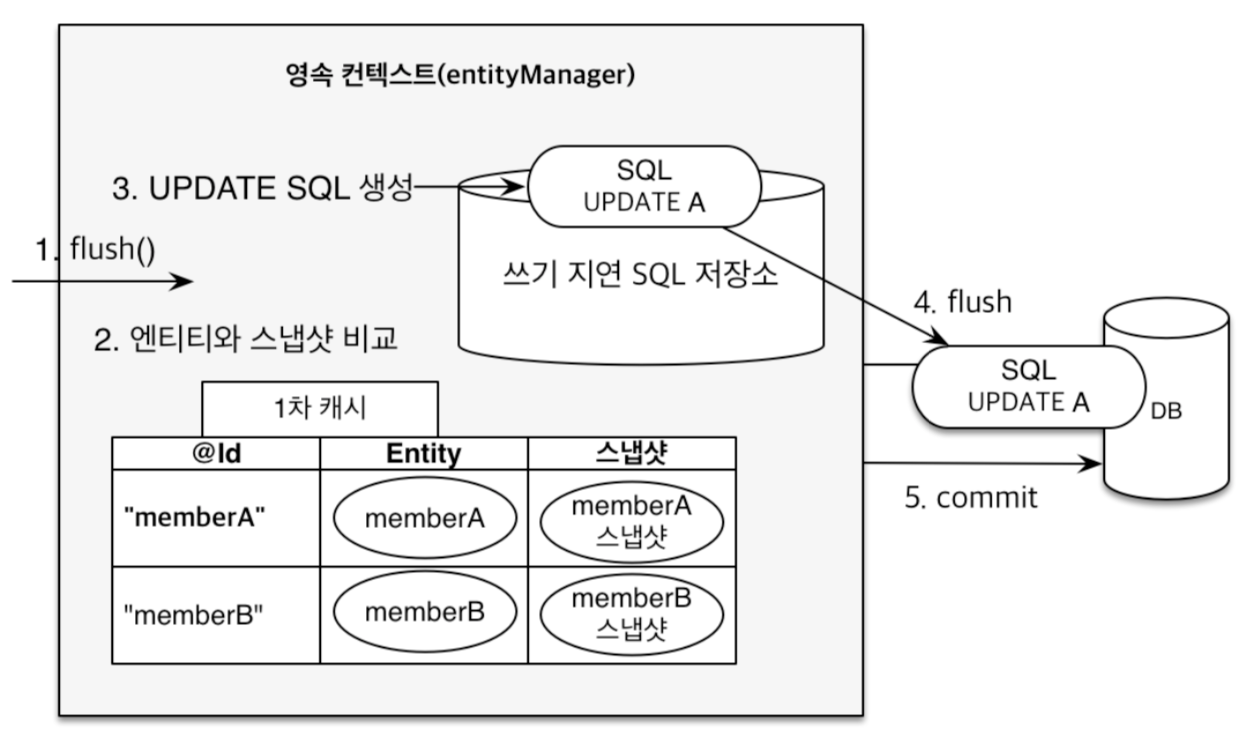 영속 컨텍스트(entityManager)
SQL
UPDATE A
3. UPDATE SQL 생성
1. flush()
쓰기 지연 SQL 저장소
4. flush
2. 엔티티와 스냅샷 비교
SQL
UPDATE A
DB
1차 캐시
@Id Entity 스냅샷
5. commit
"memberA" memberA memberA
스냅샷
"memberB" memberB memberB
스냅샷